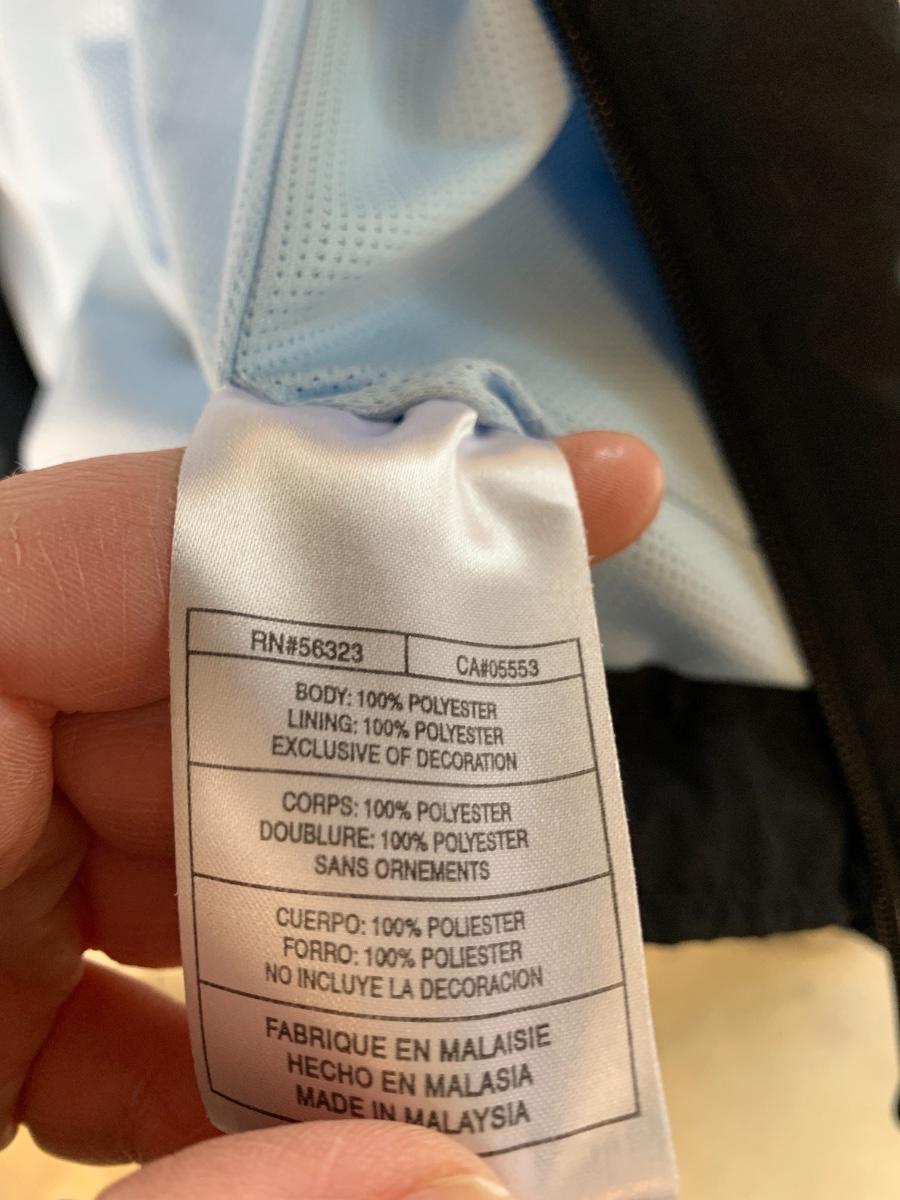 RN#56323 CA#05553
BODY: 100% POLYESTER
LINING: 100% POLYESTER
EXCLUSIVE OF DECORATION
CORPS: 100% POLYESTER
DOUBLURE: 100% POLYESTER
SANS ORNEMENTS
CUERPO: 100% POLIESTER
FORRO: 100% POLIESTER
NO INCLUYE LA DECORACION
FABRIQUE EN MALAISIE
HECHO EN MALASIA
MADE IN MALAYSIA